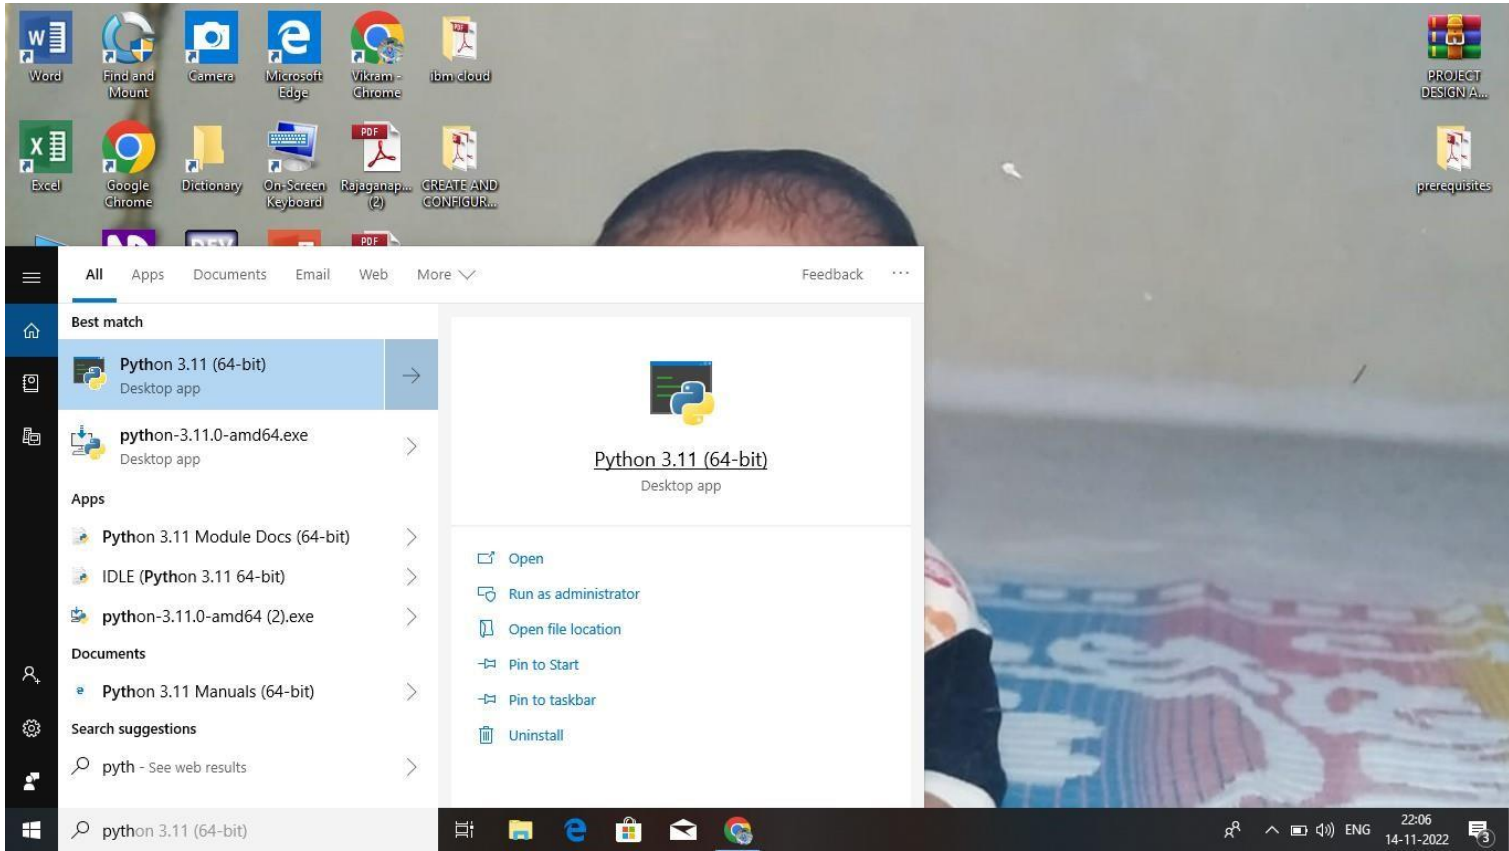 Word
Find and
Mount
Camera
Microsoft
Edge
Vikram -
Chrome
ibm cloud
PROJECT
DESIGN A...
Excel
Google
Chrome
Dictionary
On-Screen
Keyboard
PDF
Rajaganap...
(2)
CREATE AND
CONFIGUR...
prerequisites
PDF
All Apps Documents Email Web More Feedback ...
Best match
Python 3.11 (64-bit)
Desktop app
python-3.11.0-amd64.exe
Desktop app
Apps
Python 3.11 Module Docs (64-bit)
IDLE (Python 3.11 64-bit)
python-3.11.0-amd64 (2).exe
Documents
Python 3.11 Manuals (64-bit)
Search suggestions
pyth - See web results
Python 3.11 (64-bit)
Desktop app
Open
Run as administrator
Open file location
Pin to Start
Pin to taskbar
Uninstall
python 3.11 (64-bit)
ENG
22:06
14-11-2022
3